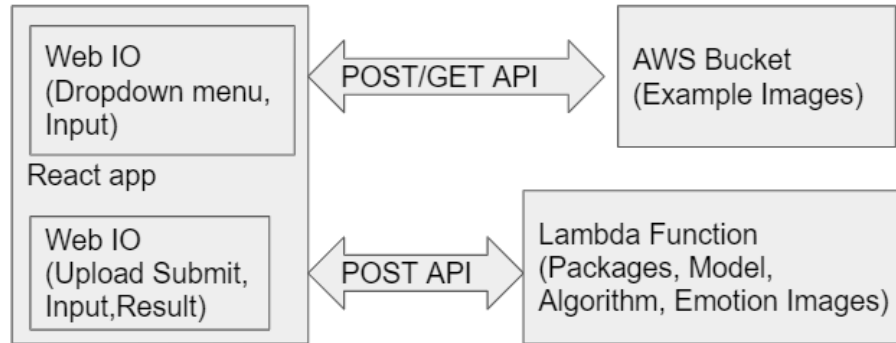 Web IO
(Dropdown menu,
Input)
POST/GET API
AWS Bucket
(Example Images)
React app
Web IO
(Upload Submit,
Input,Result)
POST API
Lambda Function
(Packages, Model,
Algorithm, Emotion Images)